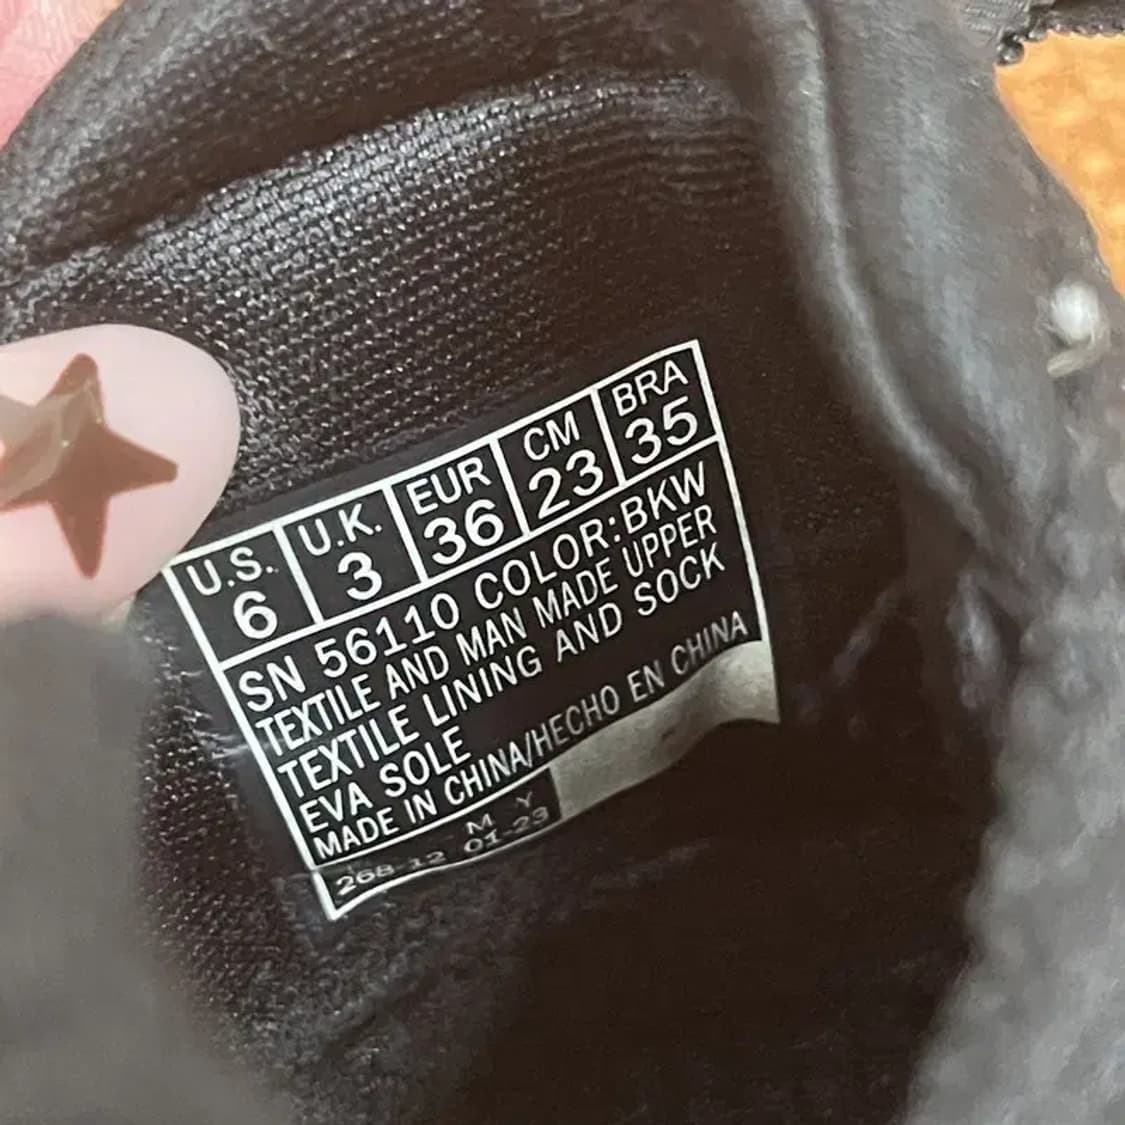 U.S. U.K. EUR CM BRA
6 3 36 23 35
SN 56110 COLOR:BKW
TEXTILE AND MAN MADE UPPER
TEXTILE LINING AND SOCK
EVA SOLE
MADE IN CHINA/HECHO EN CHINA
M Y
268-12 01-23